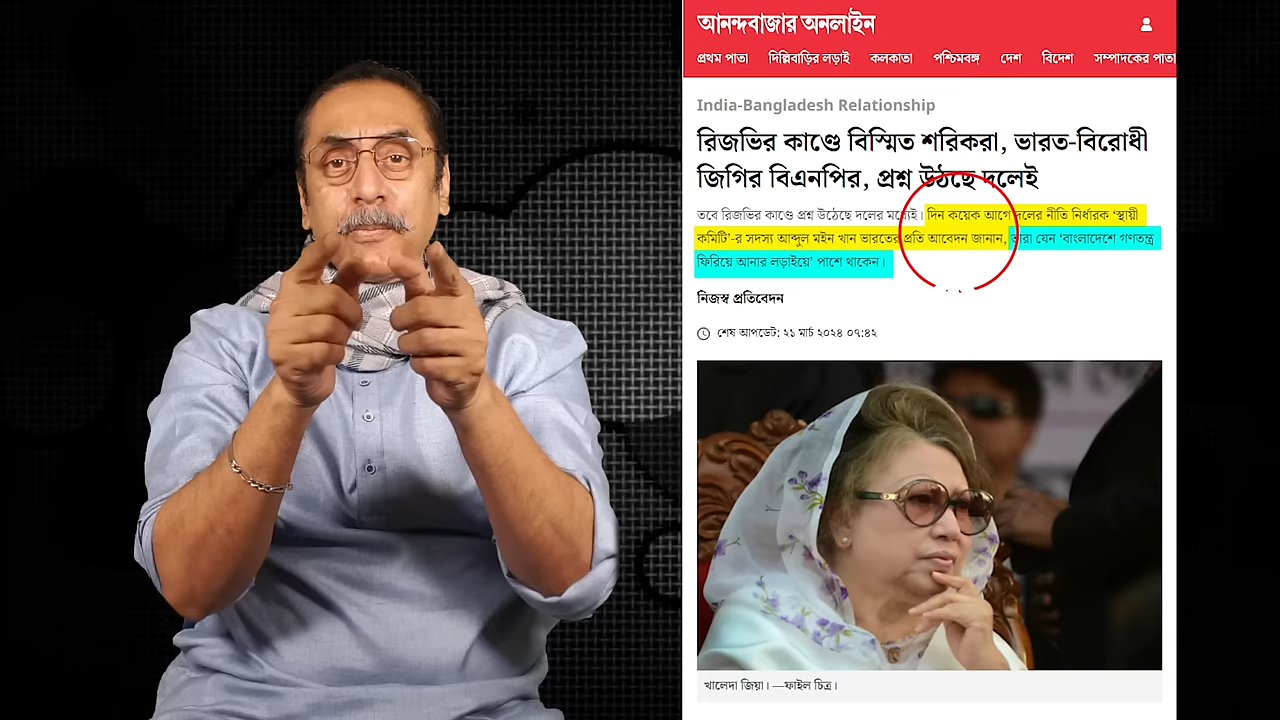 আনন্দবাজার অনলাইন
প্রথম পাতা দিল্লিবাড়ির লড়াই কলকাতা পশ্চিমবঙ্গ দেশ বিদেশ সম্পাদকের পাতা
India-Bangladesh Relationship
রিজভির কাণ্ডে বিস্মিত শরিকরা, ভারত-বিরোধী
জিগির বিএনপির, প্রশ্ন উঠছে দলেই
তবে রিজভির কাণ্ডে প্রশ্ন উঠেছে দলের মধ্যেই। দিন কয়েক আগে দলের নীতি নির্ধারক ‘স্থায়ী
কমিটি’-র সদস্য আব্দুল মইন খান ভারতের প্রতি আবেদন জানান, তারা যেন ‘বাংলাদেশে গণতন্ত্র
ফিরিয়ে আনার লড়াইয়ে’ পাশে থাকেন।
নিজস্ব প্রতিবেদন
শেষ আপডেট: ২১ মার্চ ২০২৪ ০৭:৪২
খালেদা জিয়া। —ফাইল চিত্র।